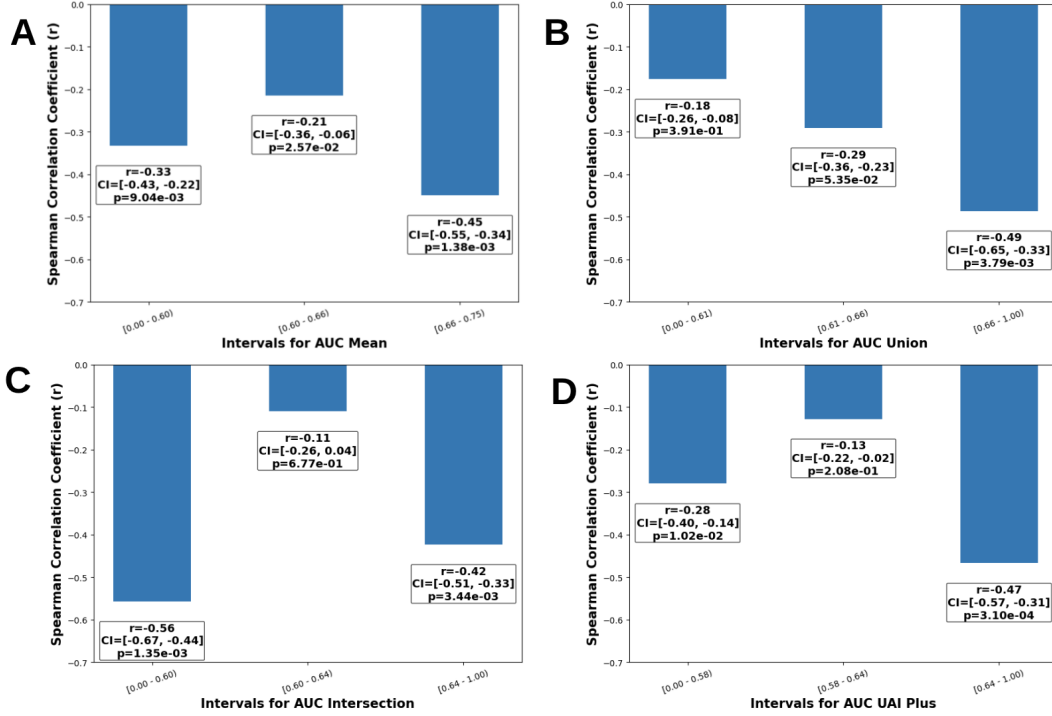 A
Spearman Correlation Coefficient (r)
0.0
−0.1
−0.2
−0.3
−0.4
−0.5
−0.6
−0.7
r=-0.33
CI=[-0.43, -0.22]
p=9.04e-03
r=-0.21
CI=[-0.36, -0.06]
p=2.57e-02
r=-0.45
CI=[-0.55, -0.34]
p=1.38e-03
[0.00 - 0.60)
[0.60 - 0.66)
[0.66 - 0.75)
Intervals for AUC Mean
B
Spearman Correlation Coefficient (r)
0.0
−0.1
−0.2
−0.3
−0.4
−0.5
−0.6
−0.7
r=-0.18
CI=[-0.26, -0.08]
p=3.91e-01
r=-0.29
CI=[-0.36, -0.23]
p=5.35e-02
r=-0.49
CI=[-0.65, -0.33]
p=3.79e-03
[0.00 - 0.61)
[0.61 - 0.66)
[0.66 - 1.00)
Intervals for AUC Union
C
Spearman Correlation Coefficient (r)
0.0
−0.1
−0.2
−0.3
−0.4
−0.5
−0.6
−0.7
r=-0.56
CI=[-0.67, -0.44]
p=1.35e-03
r=-0.11
CI=[-0.26, 0.04]
p=6.77e-01
r=-0.42
CI=[-0.51, -0.33]
p=3.44e-03
[0.00 - 0.60)
[0.60 - 0.64)
[0.64 - 1.00)
Intervals for AUC Intersection
D
Spearman Correlation Coefficient (r)
0.0
−0.1
−0.2
−0.3
−0.4
−0.5
−0.6
−0.7
r=-0.28
CI=[-0.40, -0.14]
p=1.02e-02
r=-0.13
CI=[-0.22, -0.02]
p=2.08e-01
r=-0.47
CI=[-0.57, -0.31]
p=3.10e-04
[0.00 - 0.58)
[0.58 - 0.64)
[0.64 - 1.00)
Intervals for AUC UAI Plus